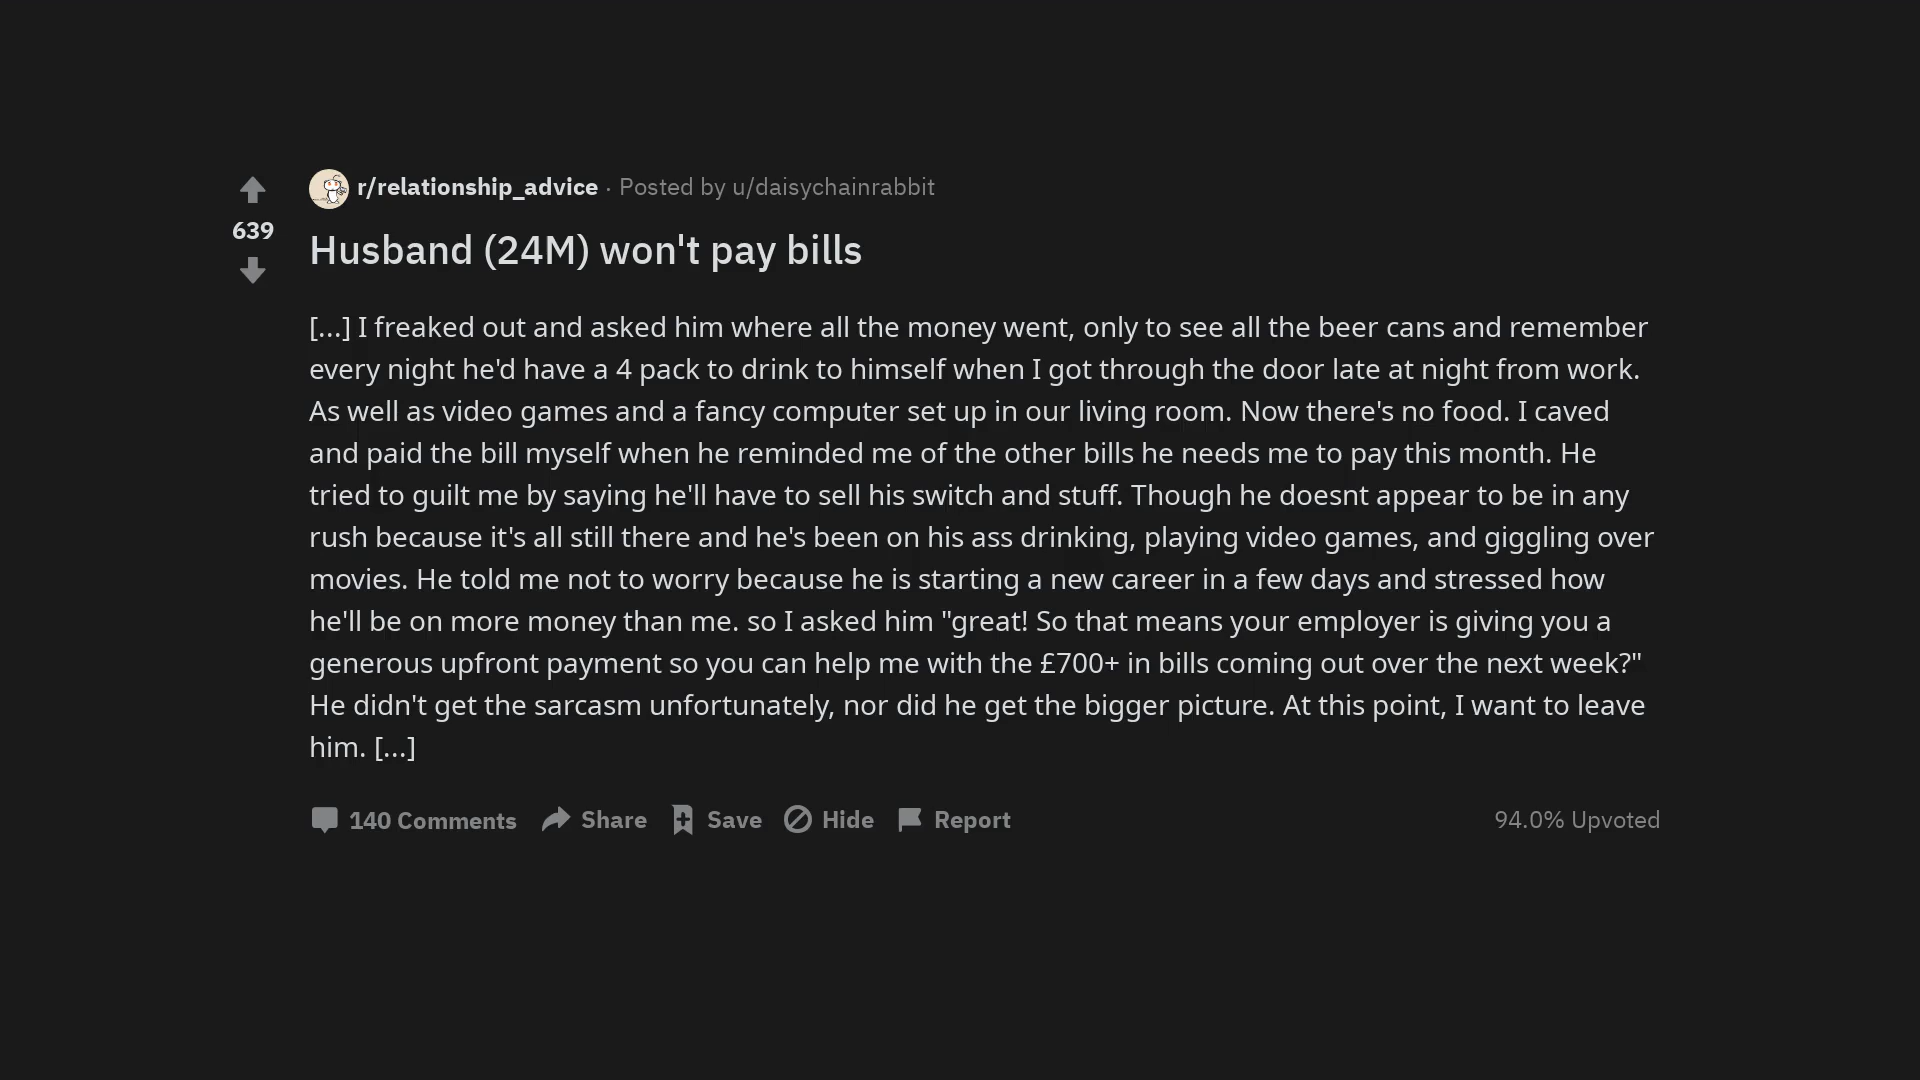 r/relationship_advice · Posted by u/daisychainrabbit
639
Husband (24M) won't pay bills
[...] I freaked out and asked him where all the money went, only to see all the beer cans and remember
every night he'd have a 4 pack to drink to himself when I got through the door late at night from work.
As well as video games and a fancy computer set up in our living room. Now there's no food. I caved
and paid the bill myself when he reminded me of the other bills he needs me to pay this month. He
tried to guilt me by saying he'll have to sell his switch and stuff. Though he doesnt appear to be in any
rush because it's all still there and he's been on his ass drinking, playing video games, and giggling over
movies. He told me not to worry because he is starting a new career in a few days and stressed how
he'll be on more money than me. so I asked him "great! So that means your employer is giving you a
generous upfront payment so you can help me with the £700+ in bills coming out over the next week?"
He didn't get the sarcasm unfortunately, nor did he get the bigger picture. At this point, I want to leave
him. [...]
140 Comments Share Save Hide Report 94.0% Upvoted